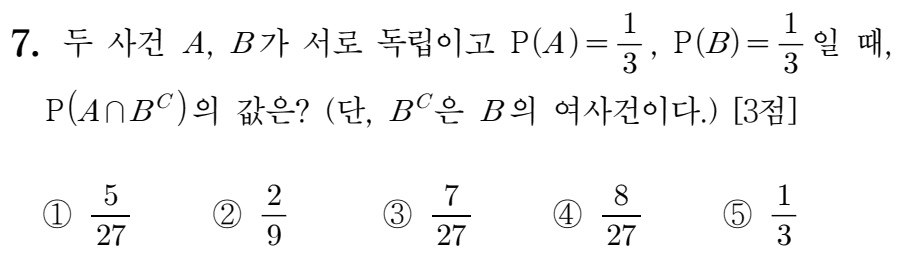 7. 두 사건 A, B가 서로 독립이고 P(A)=1/3, P(B)=1/3일 때,
P(A∩B^C)의 값은? (단, B^C은 B의 여사건이다.) [3점]
① 5/27 ② 2/9 ③ 7/27 ④ 8/27 ⑤ 1/3